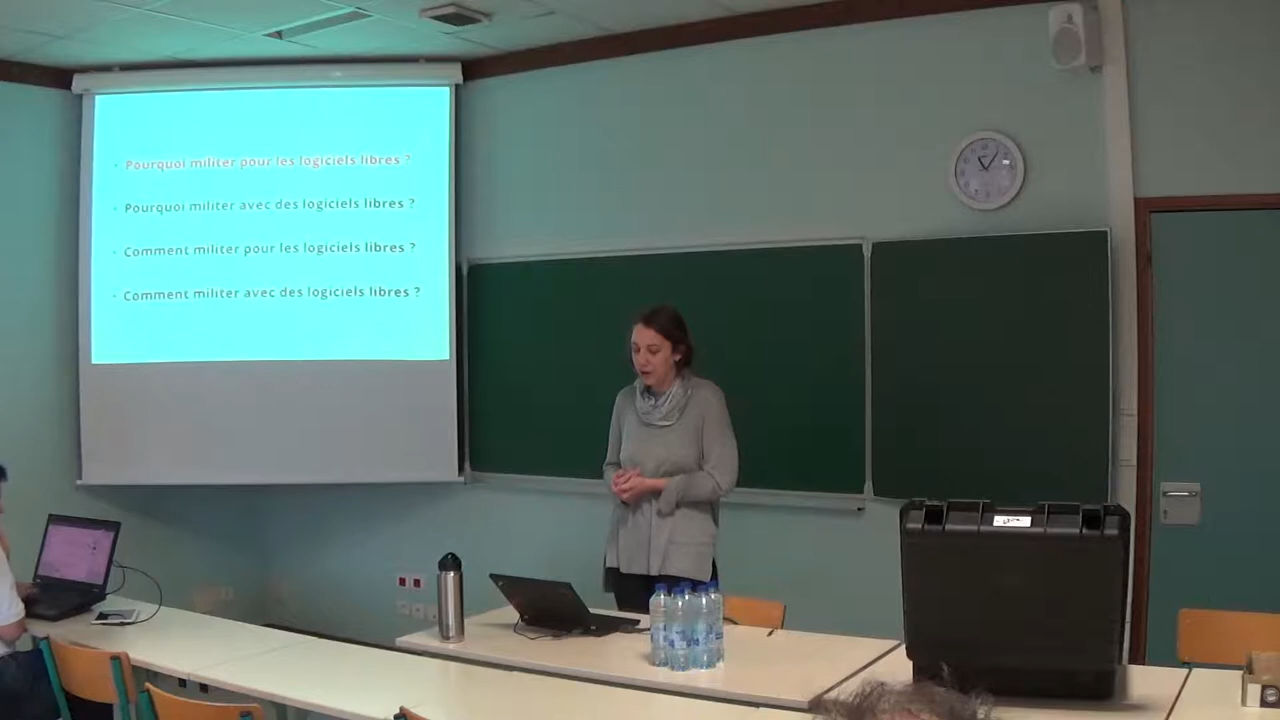 - Pourquoi militer pour les logiciels libres ?
- Pourquoi militer avec des logiciels libres ?
- Comment militer pour les logiciels libres ?
- Comment militer avec des logiciels libres ?